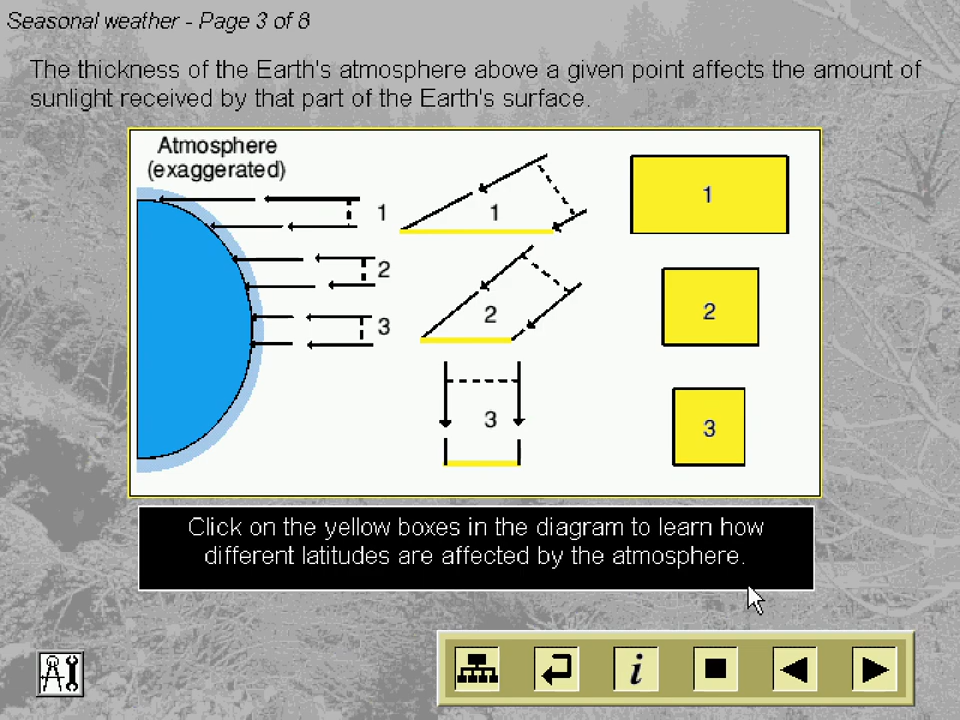 Seasonal weather - Page 3 of 8
The thickness of the Earth's atmosphere above a given point affects the amount of
sunlight received by that part of the Earth's surface.
Atmosphere
(exaggerated)
1
1
1
2
2
2
3
3
3
Click on the yellow boxes in the diagram to learn how
different latitudes are affected by the atmosphere.
i